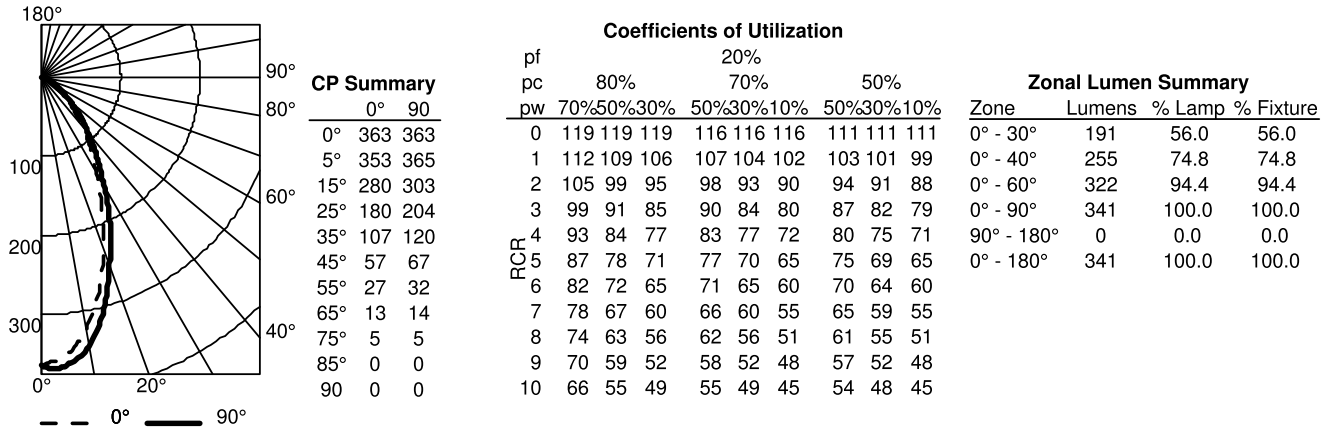 180°
90°
80°
60°
40°
100
200
300
0° 20°
0° 90°
CP Summary
0° 90
0° 363 363
5° 353 365
15° 280 303
25° 180 204
35° 107 120
45° 57 67
55° 27 32
65° 13 14
75° 5 5
85° 0 0
90 0 0
Coefficients of Utilization
pf 20%
pc 80% 70% 50%
pw 70% 50% 30% 50% 30% 10% 50% 30% 10%
RCR
0 119 119 119 116 116 116 111 111 111
1 112 109 106 107 104 102 103 101 99
2 105 99 95 98 93 90 94 91 88
3 99 91 85 90 84 80 87 82 79
4 93 84 77 83 77 72 80 75 71
5 87 78 71 77 70 65 75 69 65
6 82 72 65 71 65 60 70 64 60
7 78 67 60 66 60 55 65 59 55
8 74 63 56 62 56 51 61 55 51
9 70 59 52 58 52 48 57 52 48
10 66 55 49 55 49 45 54 48 45
Zonal Lumen Summary
Zone Lumens % Lamp % Fixture
0° - 30° 191 56.0 56.0
0° - 40° 255 74.8 74.8
0° - 60° 322 94.4 94.4
0° - 90° 341 100.0 100.0
90° - 180° 0 0.0 0.0
0° - 180° 341 100.0 100.0